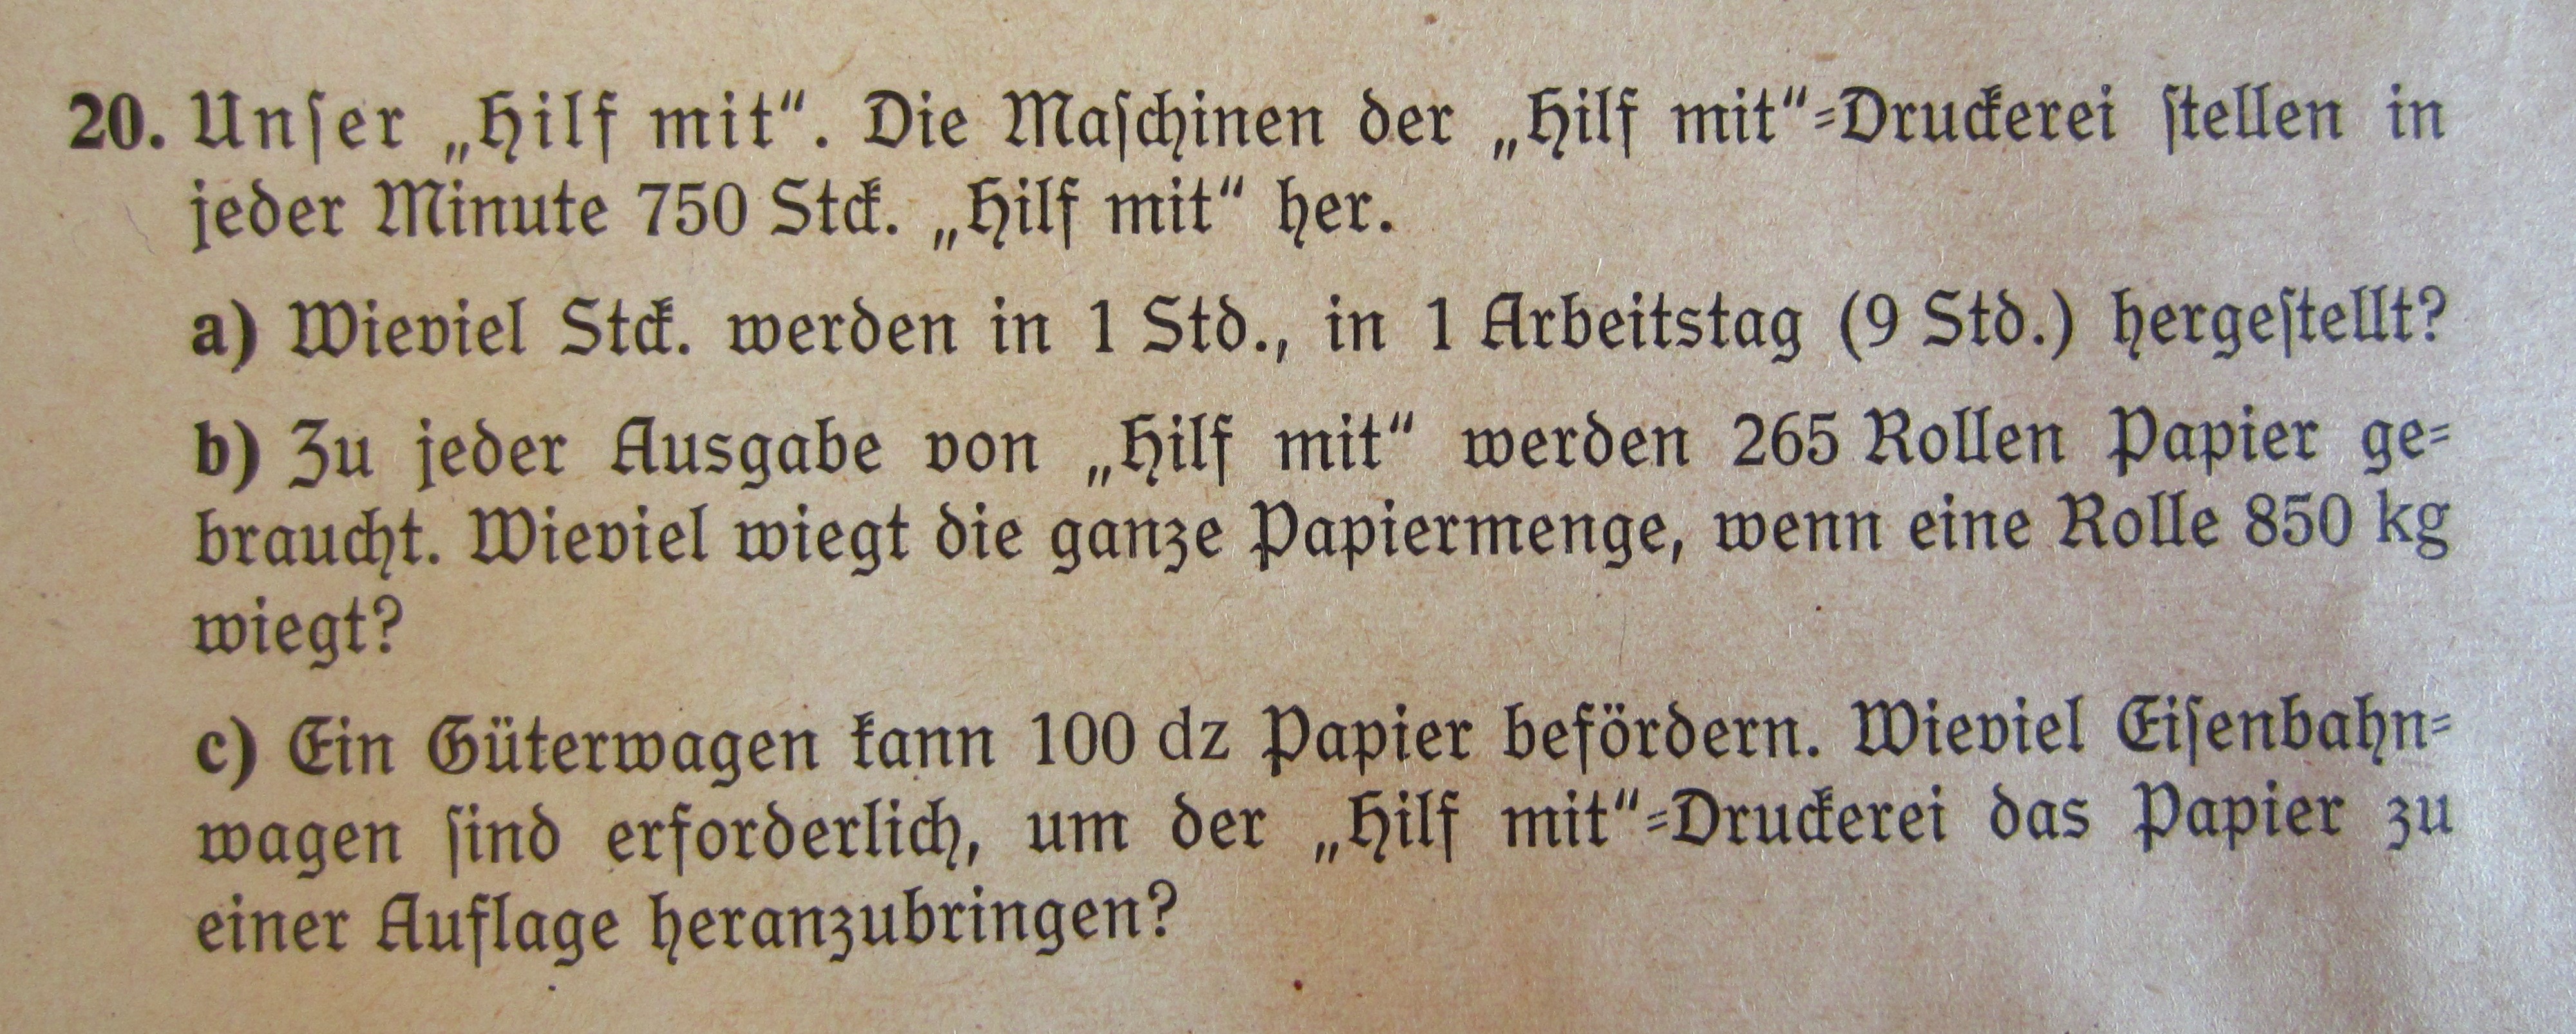 20. Unſer „Hilf mit“. Die Maſchinen der „Hilf mit“=Druckerei ſtellen in
jeder Minute 750 Stck. „Hilf mit“ her.
a) Wieviel Stck. werden in 1 Std., in 1 Arbeitstag (9 Std.) hergeſtellt?
b) Zu jeder Ausgabe von „Hilf mit“ werden 265 Rollen Papier ge=
braucht. Wieviel wiegt die ganze Papiermenge, wenn eine Rolle 850 kg
wiegt?
c) Ein Güterwagen kann 100 dz Papier befördern. Wieviel Eiſenbahn=
wagen ſind erforderlich, um der „Hilf mit“=Druckerei das Papier zu
einer Auflage heranzubringen?